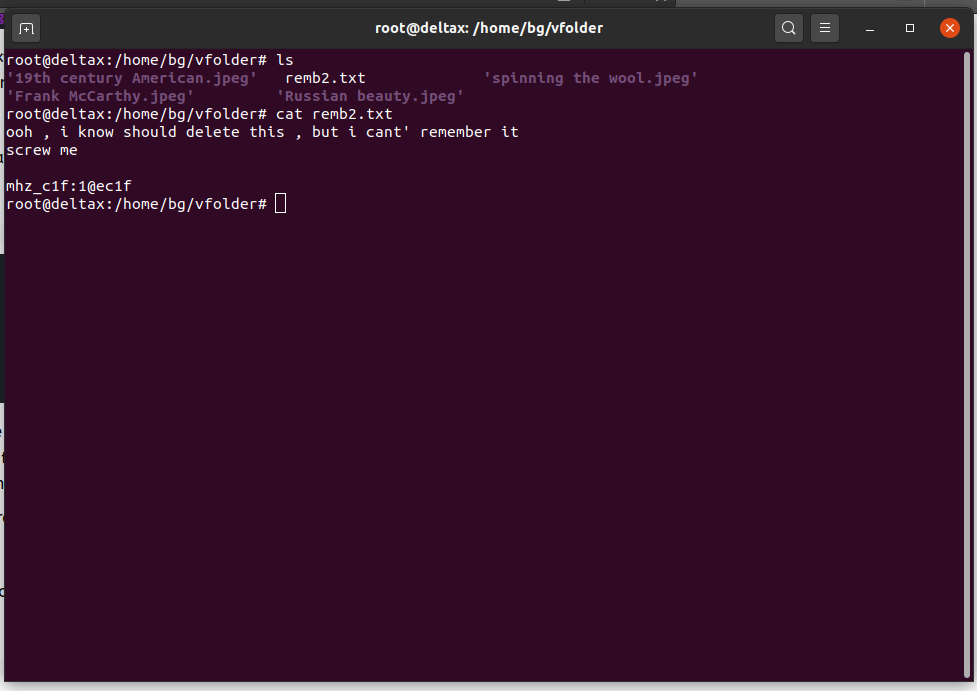 root@deltax: /home/bg/vfolder
root@deltax:/home/bg/vfolder# ls
'19th century American.jpeg'   remb2.txt             'spinning the wool.jpeg'
'Frank McCarthy.jpeg'         'Russian beauty.jpeg'
root@deltax:/home/bg/vfolder# cat remb2.txt
ooh , i know should delete this , but i cant' remember it
screw me
mhz_c1f:1@ec1f
root@deltax:/home/bg/vfolder#